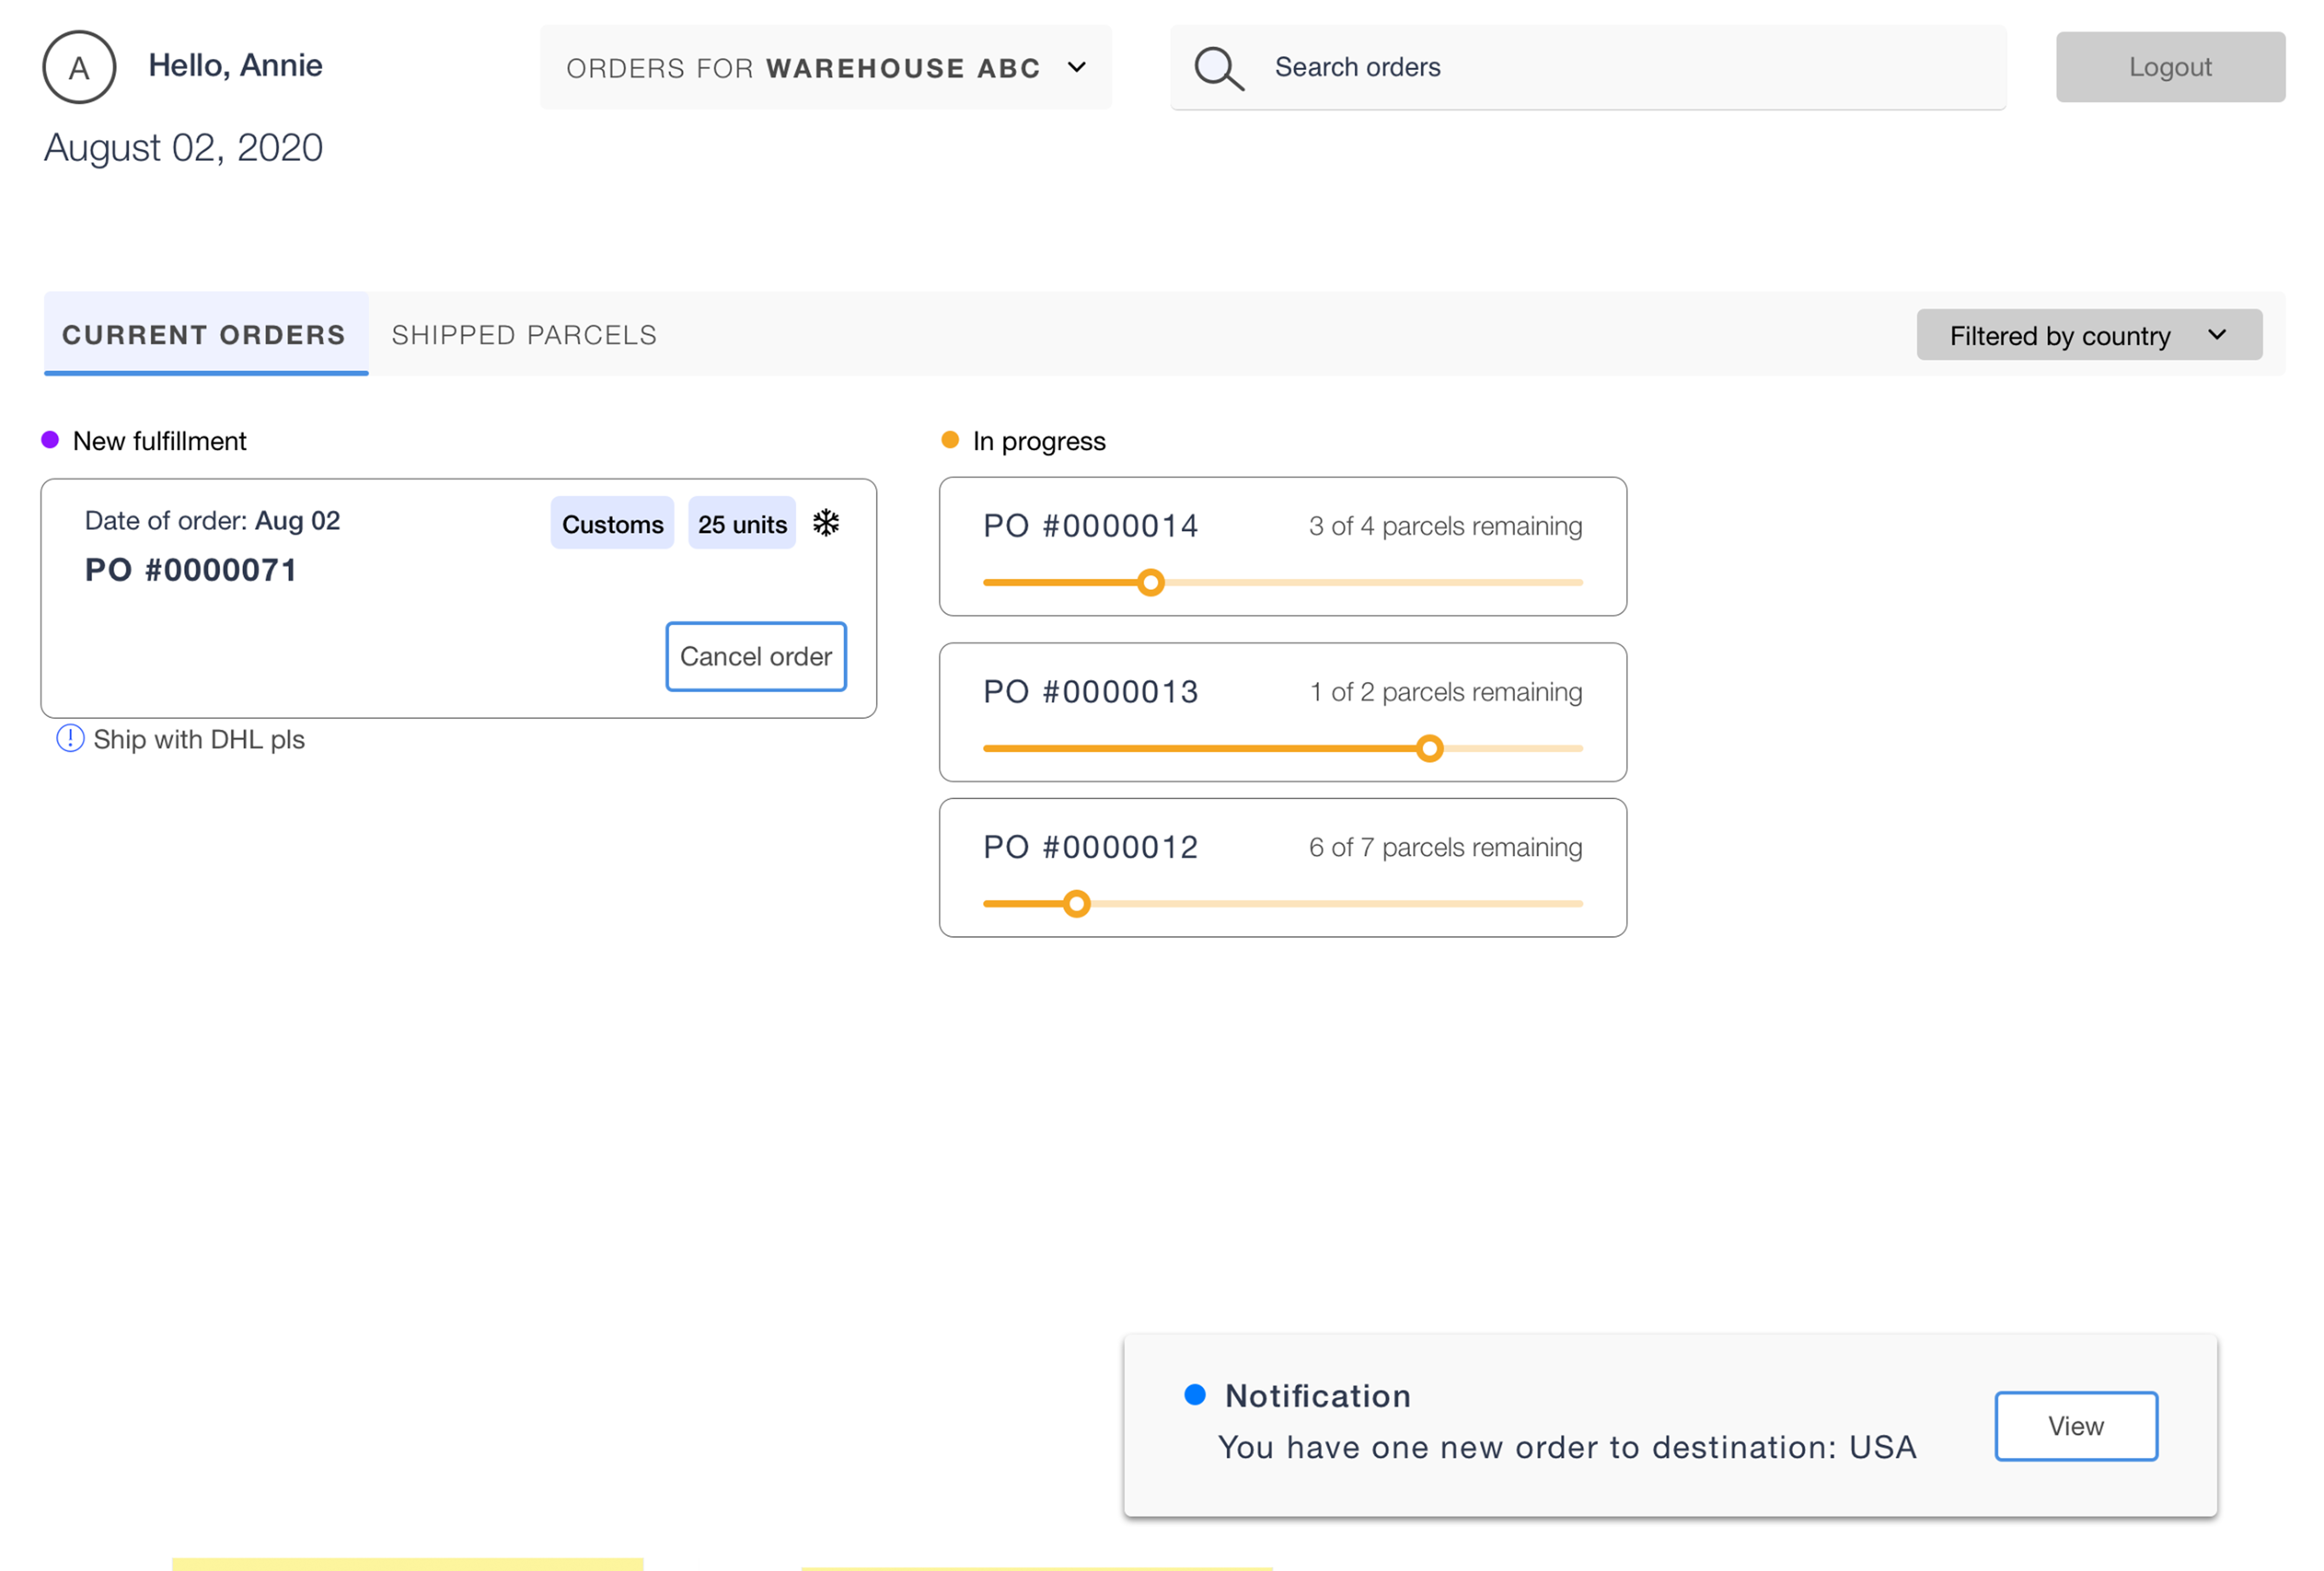 A
Hello, Annie
ORDERS FOR WAREHOUSE ABC
Search orders
Logout
August 02, 2020
CURRENT ORDERS
SHIPPED PARCELS
Filtered by country
New fulfillment
Date of order: Aug 02
Customs
25 units
PO #0000071
Cancel order
Ship with DHL pls
In progress
PO #0000014
3 of 4 parcels remaining
PO #0000013
1 of 2 parcels remaining
PO #0000012
6 of 7 parcels remaining
Notification
You have one new order to destination: USA
View